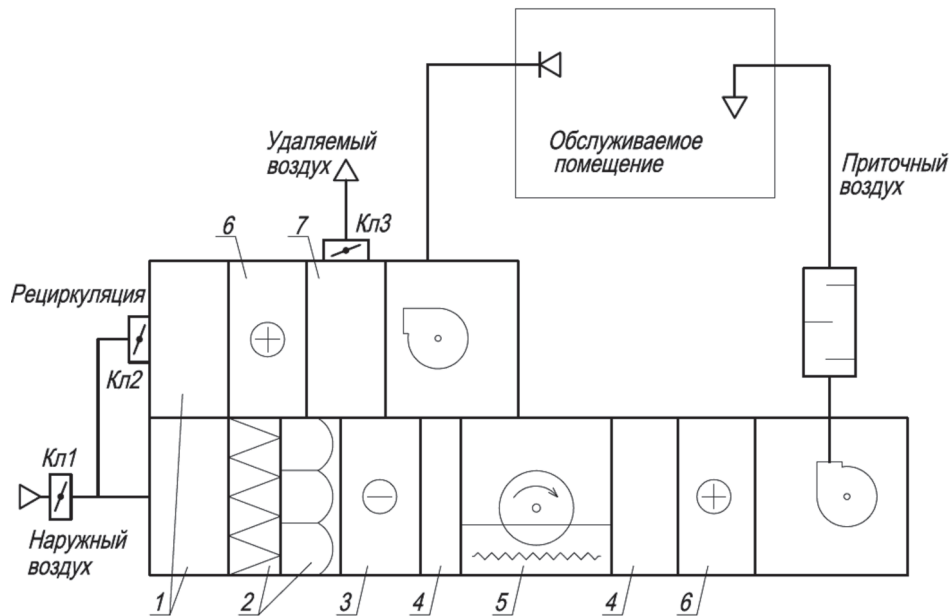 Удаляемый
воздух
Обслуживаемое
помещение
Приточный
воздух
6
7
Кл3
Рециркуляция
Кл2
Кл1
Наружный
воздух
1
2
3
4
5
4
6